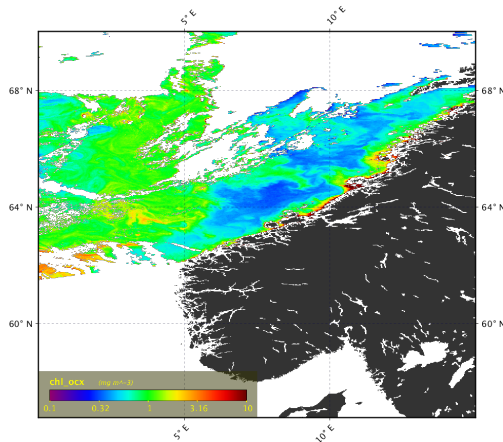 5° E 10° E
68° N 68° N
64° N 64° N
60° N 60° N
chl_ocx (mg m^-3)
0.1 0.32 1 3.16 10
5° E 10° E